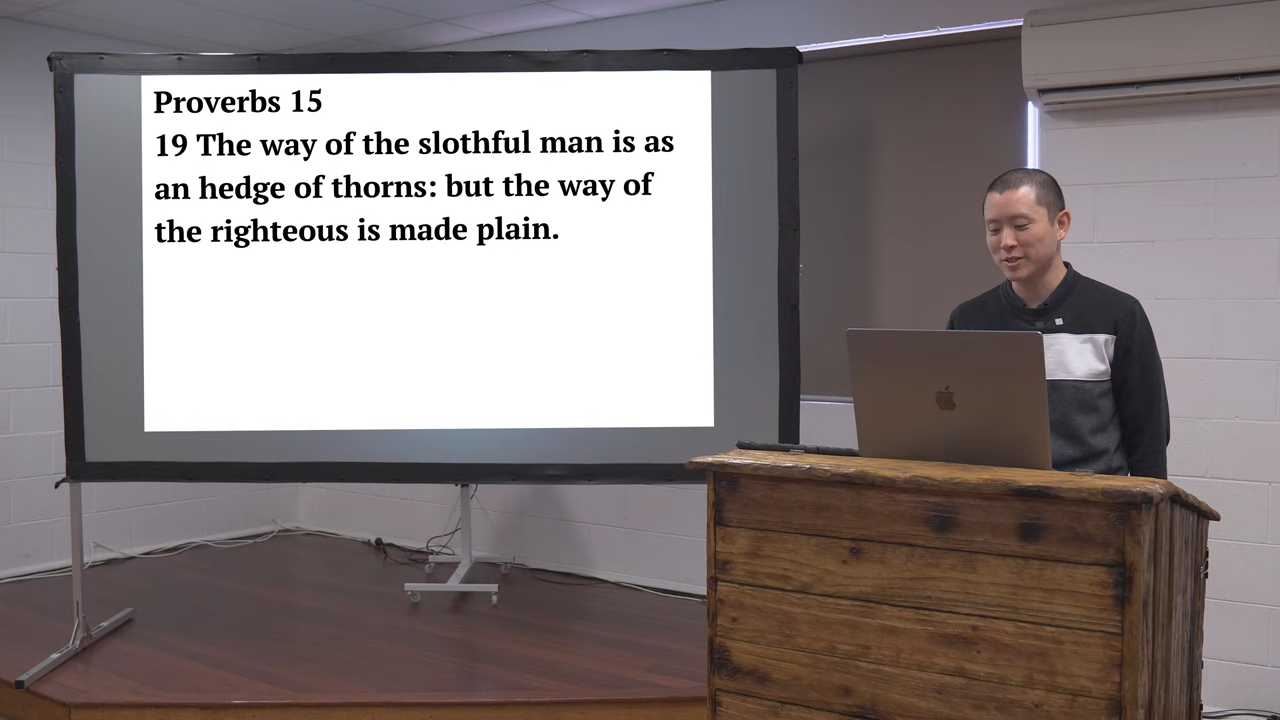 Proverbs 15
19 The way of the slothful man is as
an hedge of thorns: but the way of
the righteous is made plain.